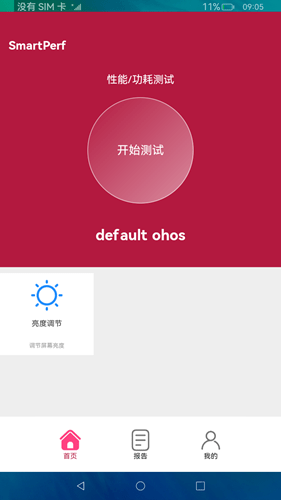 没有 SIM 卡
11%
09:05
SmartPerf
性能/功耗测试
开始测试
default ohos
亮度调节
调节屏幕亮度
首页
报告
我的